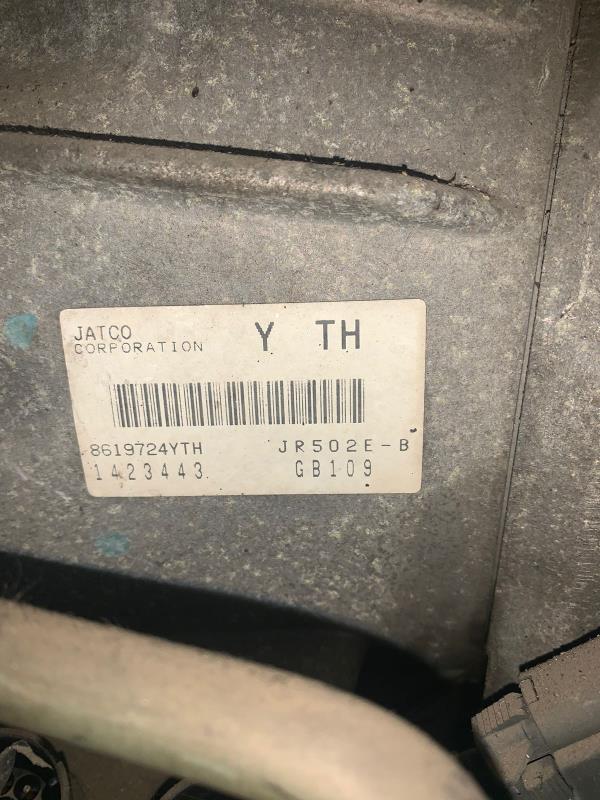 JATCO
CORPORATION
Y TH
8619724YTH JR502E-B
1423443 GB109